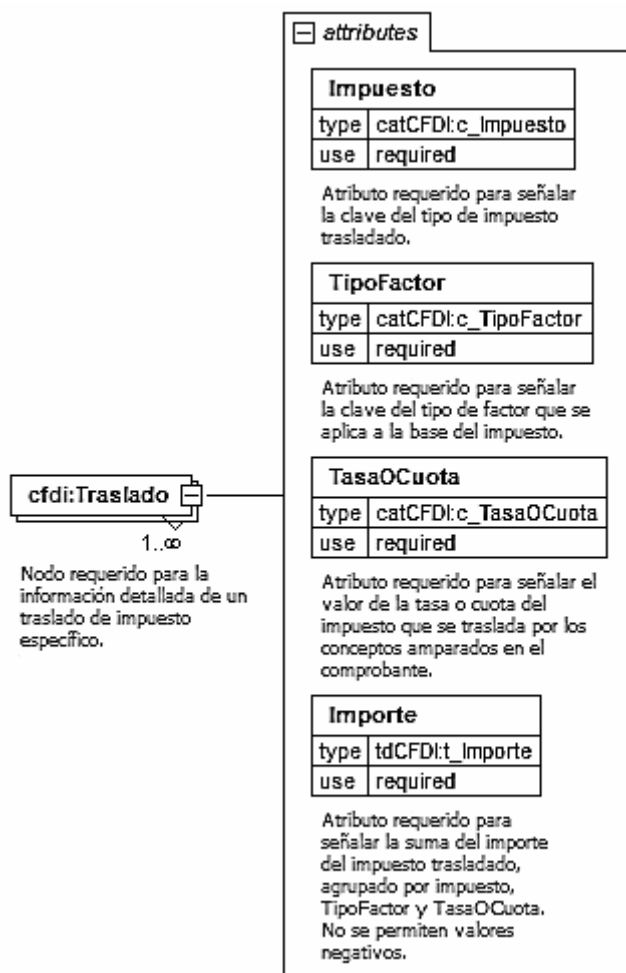 attributes
Impuesto
type catCFDI:c_Impuesto
use required
Atributo requerido para señalar
la clave del tipo de impuesto
trasladado.
TipoFactor
type catCFDI:c_TipoFactor
use required
Atributo requerido para señalar
la clave del tipo de factor que se
aplica a la base del impuesto.
cfdi:Traslado
1..∞
Nodo requerido para la
información detallada de un
traslado de impuesto
específico.
TasaOCuota
type catCFDI:c_TasaOCuota
use required
Atributo requerido para señalar el
valor de la tasa o cuota del
impuesto que se traslada por los
conceptos amparados en el
comprobante.
Importe
type tdCFDI:t_Importe
use required
Atributo requerido para
señalar la suma del importe
del impuesto trasladado,
agrupado por impuesto,
TipoFactor y TasaOCuota.
No se permiten valores
negativos.